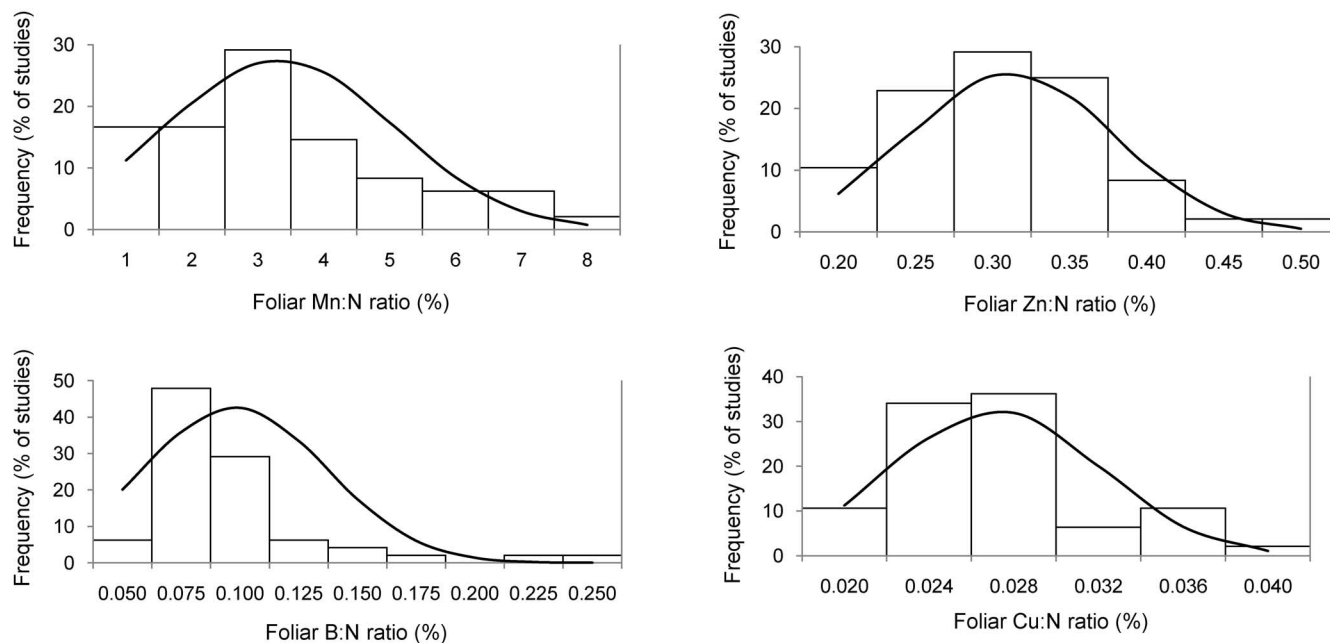 Frequency (% of studies)
30
20
10
0
1 2 3 4 5 6 7 8
Foliar Mn:N ratio (%)
Frequency (% of studies)
30
20
10
0
0.20 0.25 0.30 0.35 0.40 0.45 0.50
Foliar Zn:N ratio (%)
Frequency (% of studies)
50
40
30
20
10
0
0.050 0.075 0.100 0.125 0.150 0.175 0.200 0.225 0.250
Foliar B:N ratio (%)
Frequency (% of studies)
40
30
20
10
0
0.020 0.024 0.028 0.032 0.036 0.040
Foliar Cu:N ratio (%)